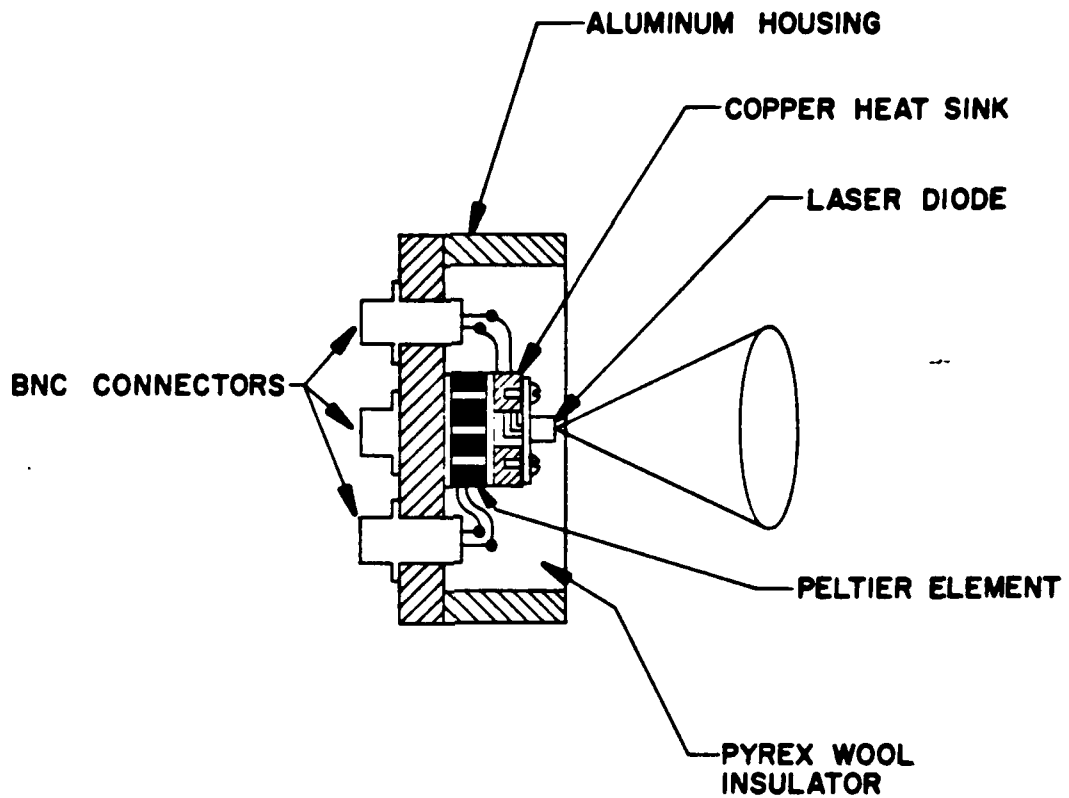 ALUMINUM HOUSING
COPPER HEAT SINK
LASER DIODE
BNC CONNECTORS
PELTIER ELEMENT
PYREX WOOL
INSULATOR